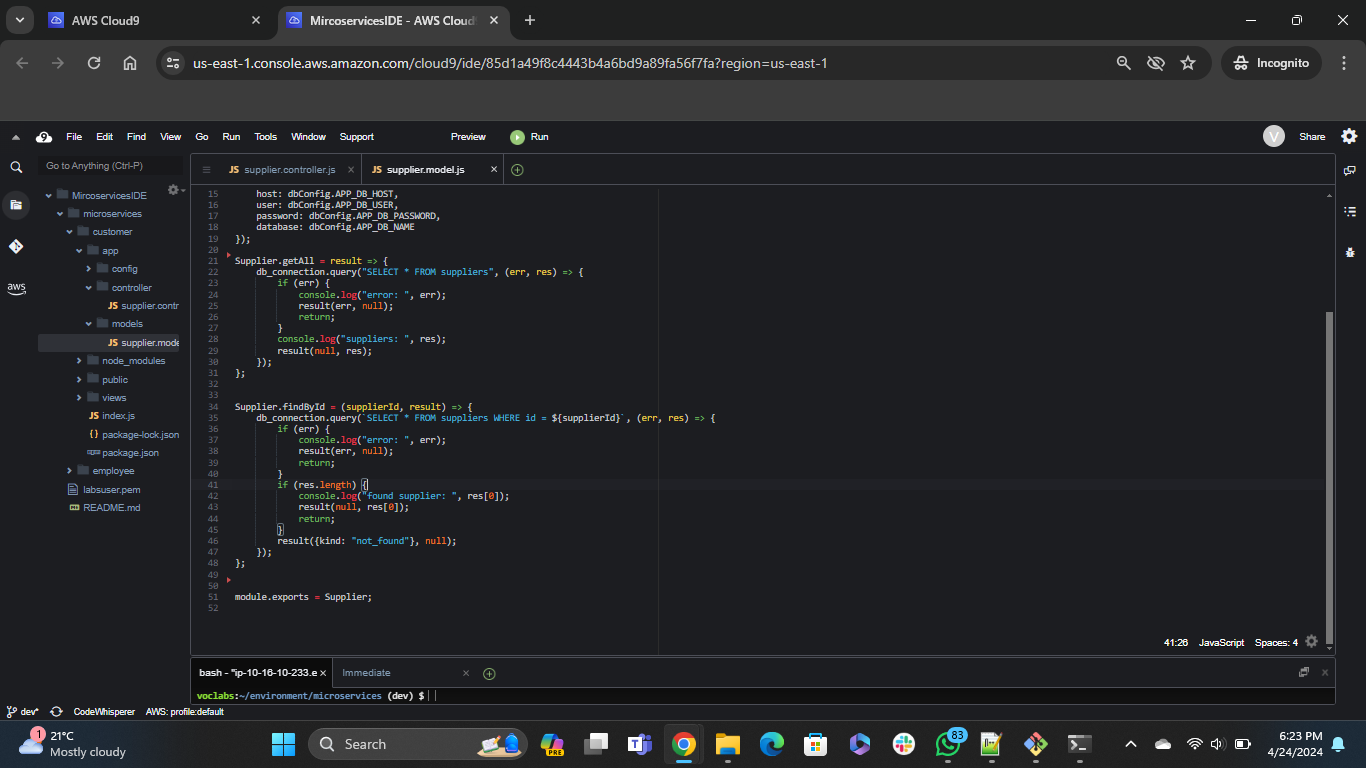 AWS Cloud9
MircoservicesIDE - AWS Cloud
us-east-1.console.aws.amazon.com/cloud9/ide/85d1a49f8c4443b4a6bd9a89fa56f7fa?region=us-east-1
Incognito
9 File Edit Find View Go Run Tools Window Support Preview Run
V Share
Go to Anything (Ctrl-P)
JS supplier.controller.js
JS supplier.model.js
MircoservicesIDE
microservices
customer
app
config
controller
JS supplier.contr
models
JS supplier.mode
node_modules
public
views
JS index.js
{} package-lock.json
package.json
employee
labsuser.pem
README.md
aws
15 host: dbConfig.APP_DB_HOST,
16 user: dbConfig.APP_DB_USER,
17 password: dbConfig.APP_DB_PASSWORD,
18 database: dbConfig.APP_DB_NAME
19 });
20
21 Supplier.getAll = result => {
22 db_connection.query("SELECT * FROM suppliers", (err, res) => {
23 if (err) {
24 console.log("error: ", err);
25 result(err, null);
26 return;
27 }
28 console.log("suppliers: ", res);
29 result(null, res);
30 });
31 };
32
33
34 Supplier.findById = (supplierId, result) => {
35 db_connection.query(`SELECT * FROM suppliers WHERE id = ${supplierId}`, (err, res) => {
36 if (err) {
37 console.log("error: ", err);
38 result(err, null);
39 return;
40 }
41 if (res.length) {
42 console.log("found supplier: ", res[0]);
43 result(null, res[0]);
44 return;
45 }
46 result({kind: "not_found"}, null);
47 });
48 };
49
50
51 module.exports = Supplier;
52
41:26 JavaScript Spaces: 4
bash - "ip-10-16-10-233.e
Immediate
voclabs:~/environment/microservices (dev) $
dev* CodeWhisperer AWS: profile:default
1
21°C
Mostly cloudy
Search
PRE
83
6:23 PM
4/24/2024